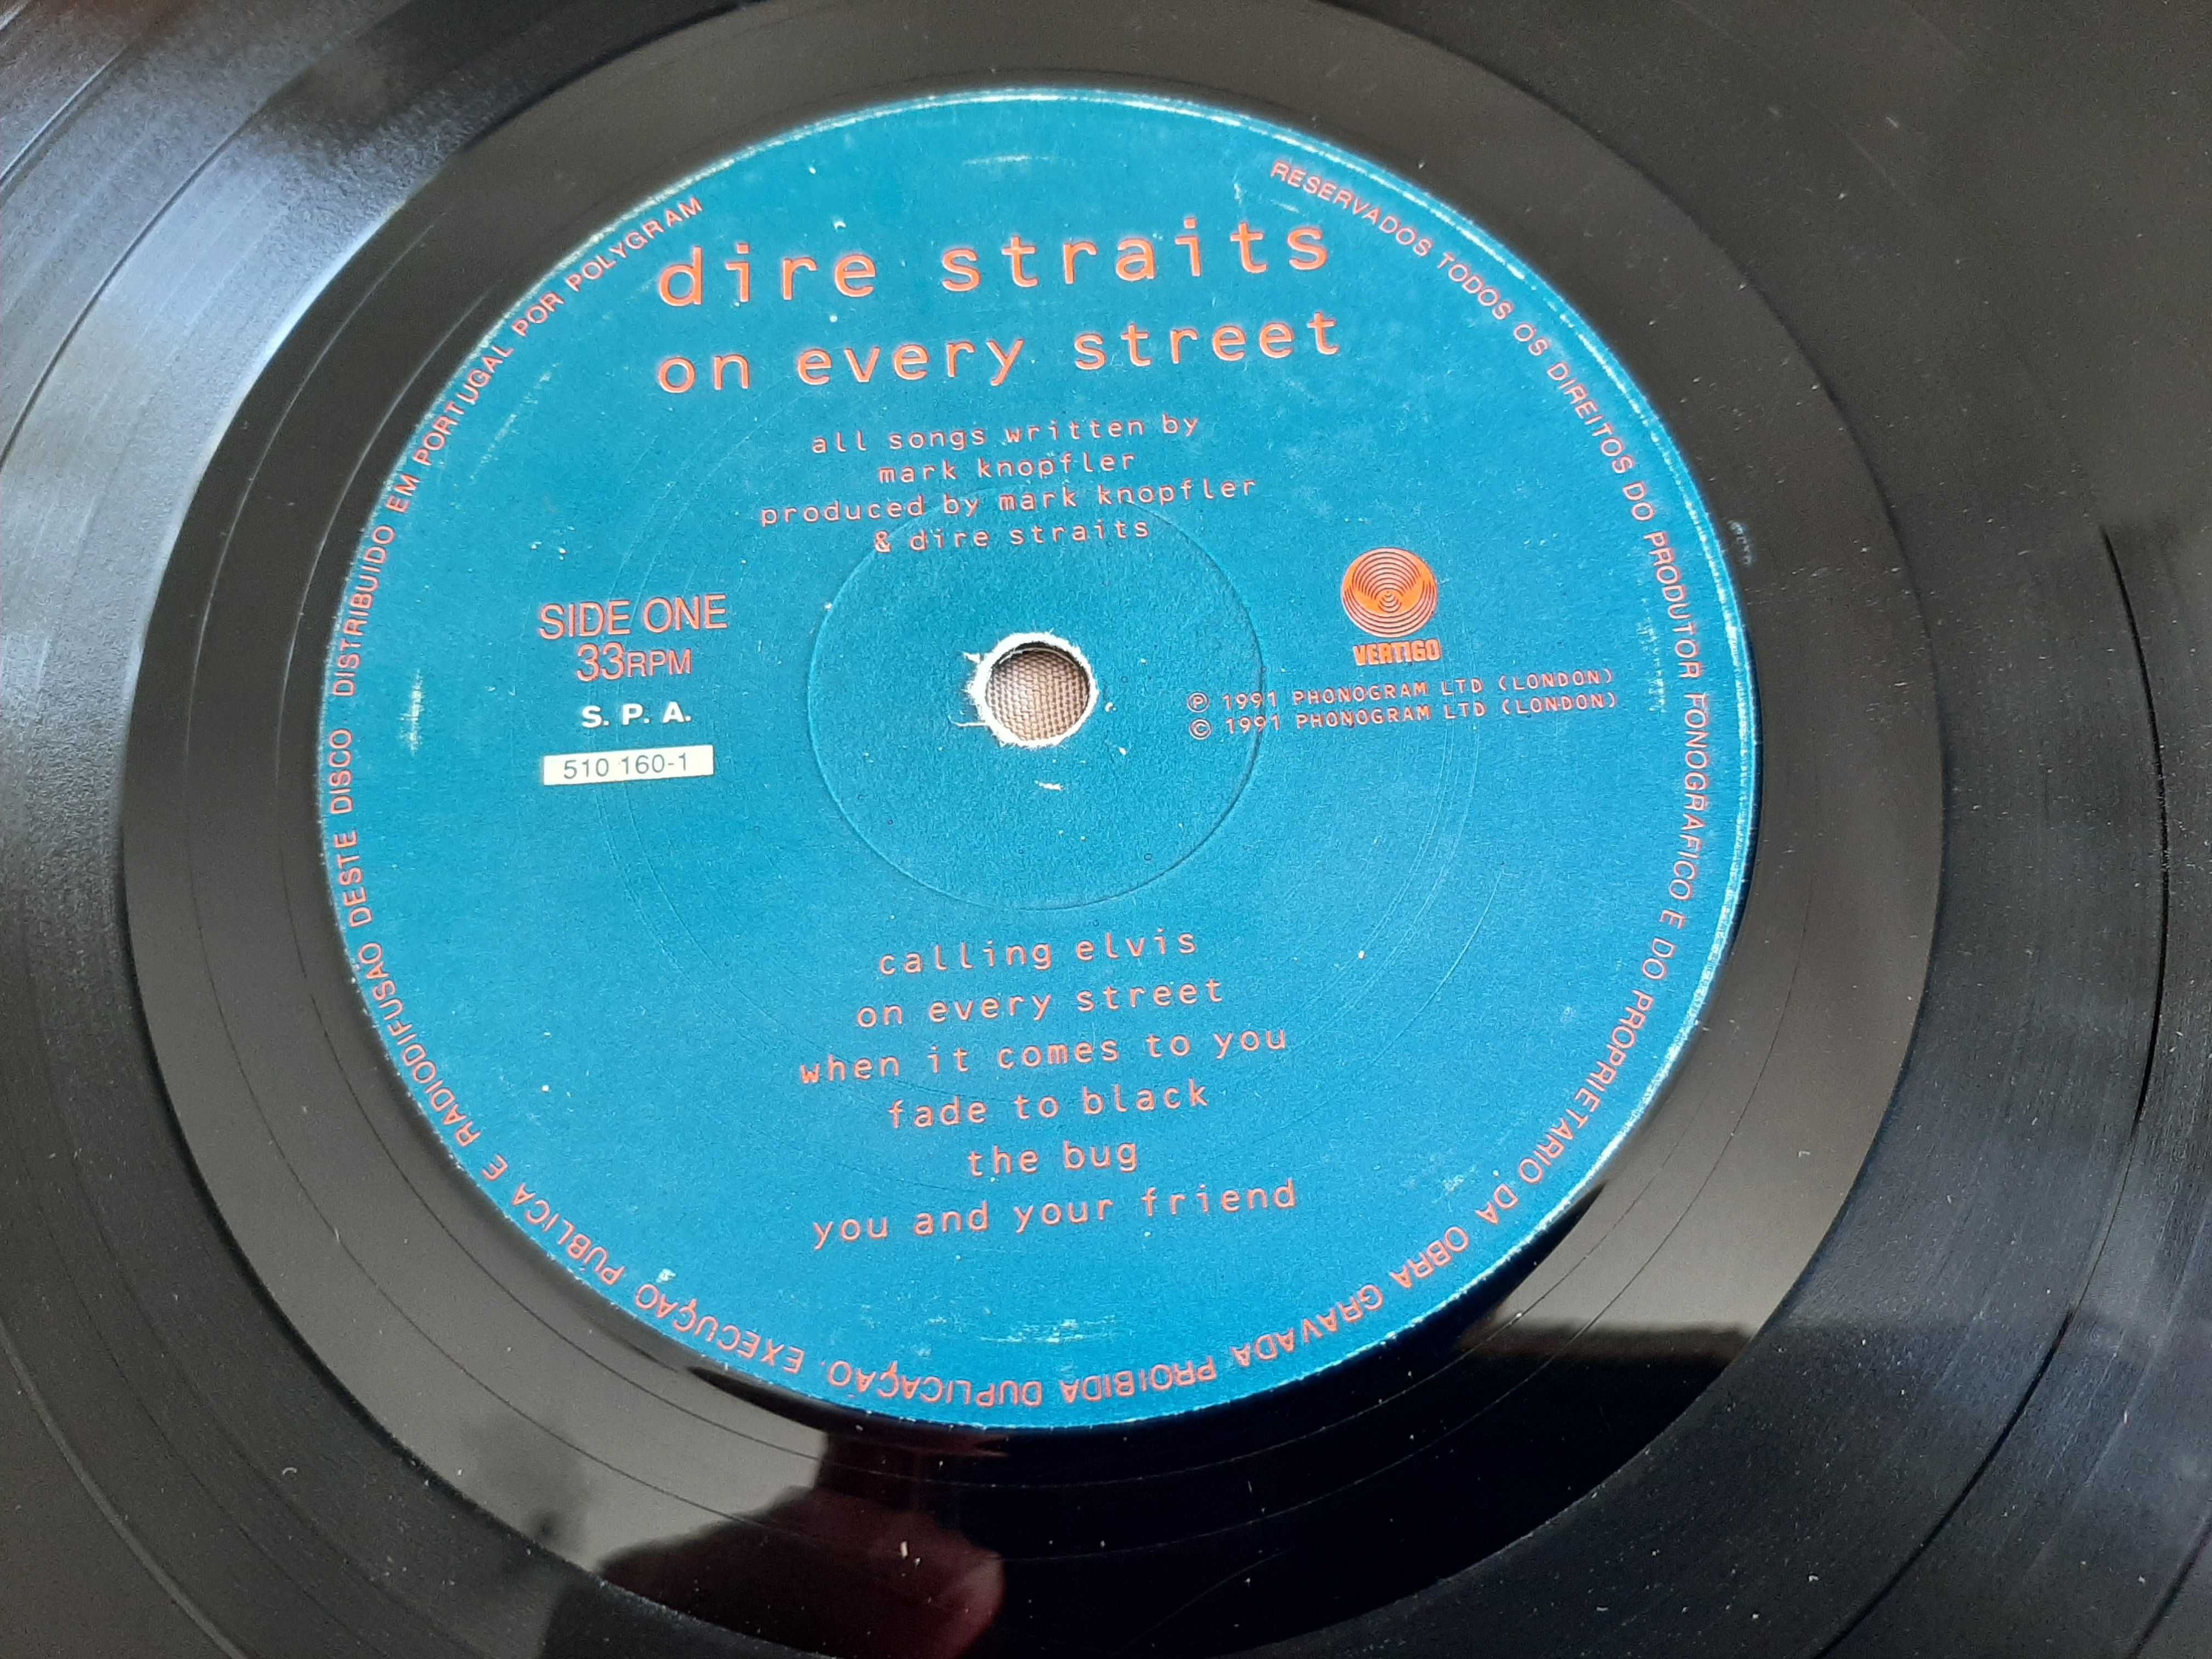 dire straits
on every street
all songs written by
mark knopfler
produced by mark knopfler
& dire straits
SIDE ONE
33RPM
S. P. A.
510 160-1
VERTIGO
℗ 1991 PHONOGRAM LTD (LONDON)
© 1991 PHONOGRAM LTD (LONDON)
calling elvis
on every street
when it comes to you
fade to black
the bug
you and your friend
RESERVADOS TODOS OS DIREITOS DO PRODUTOR FONOGRÁFICO E DO PROPRIETARIO DA OBRA GRAVADA PROIBIDA DUPLICAÇÃO, EXECUÇÃO PUBLICA E RADIODIFUSÃO DESTE DISCO DISTRIBUIDO EM PORTUGAL POR POLYGRAM